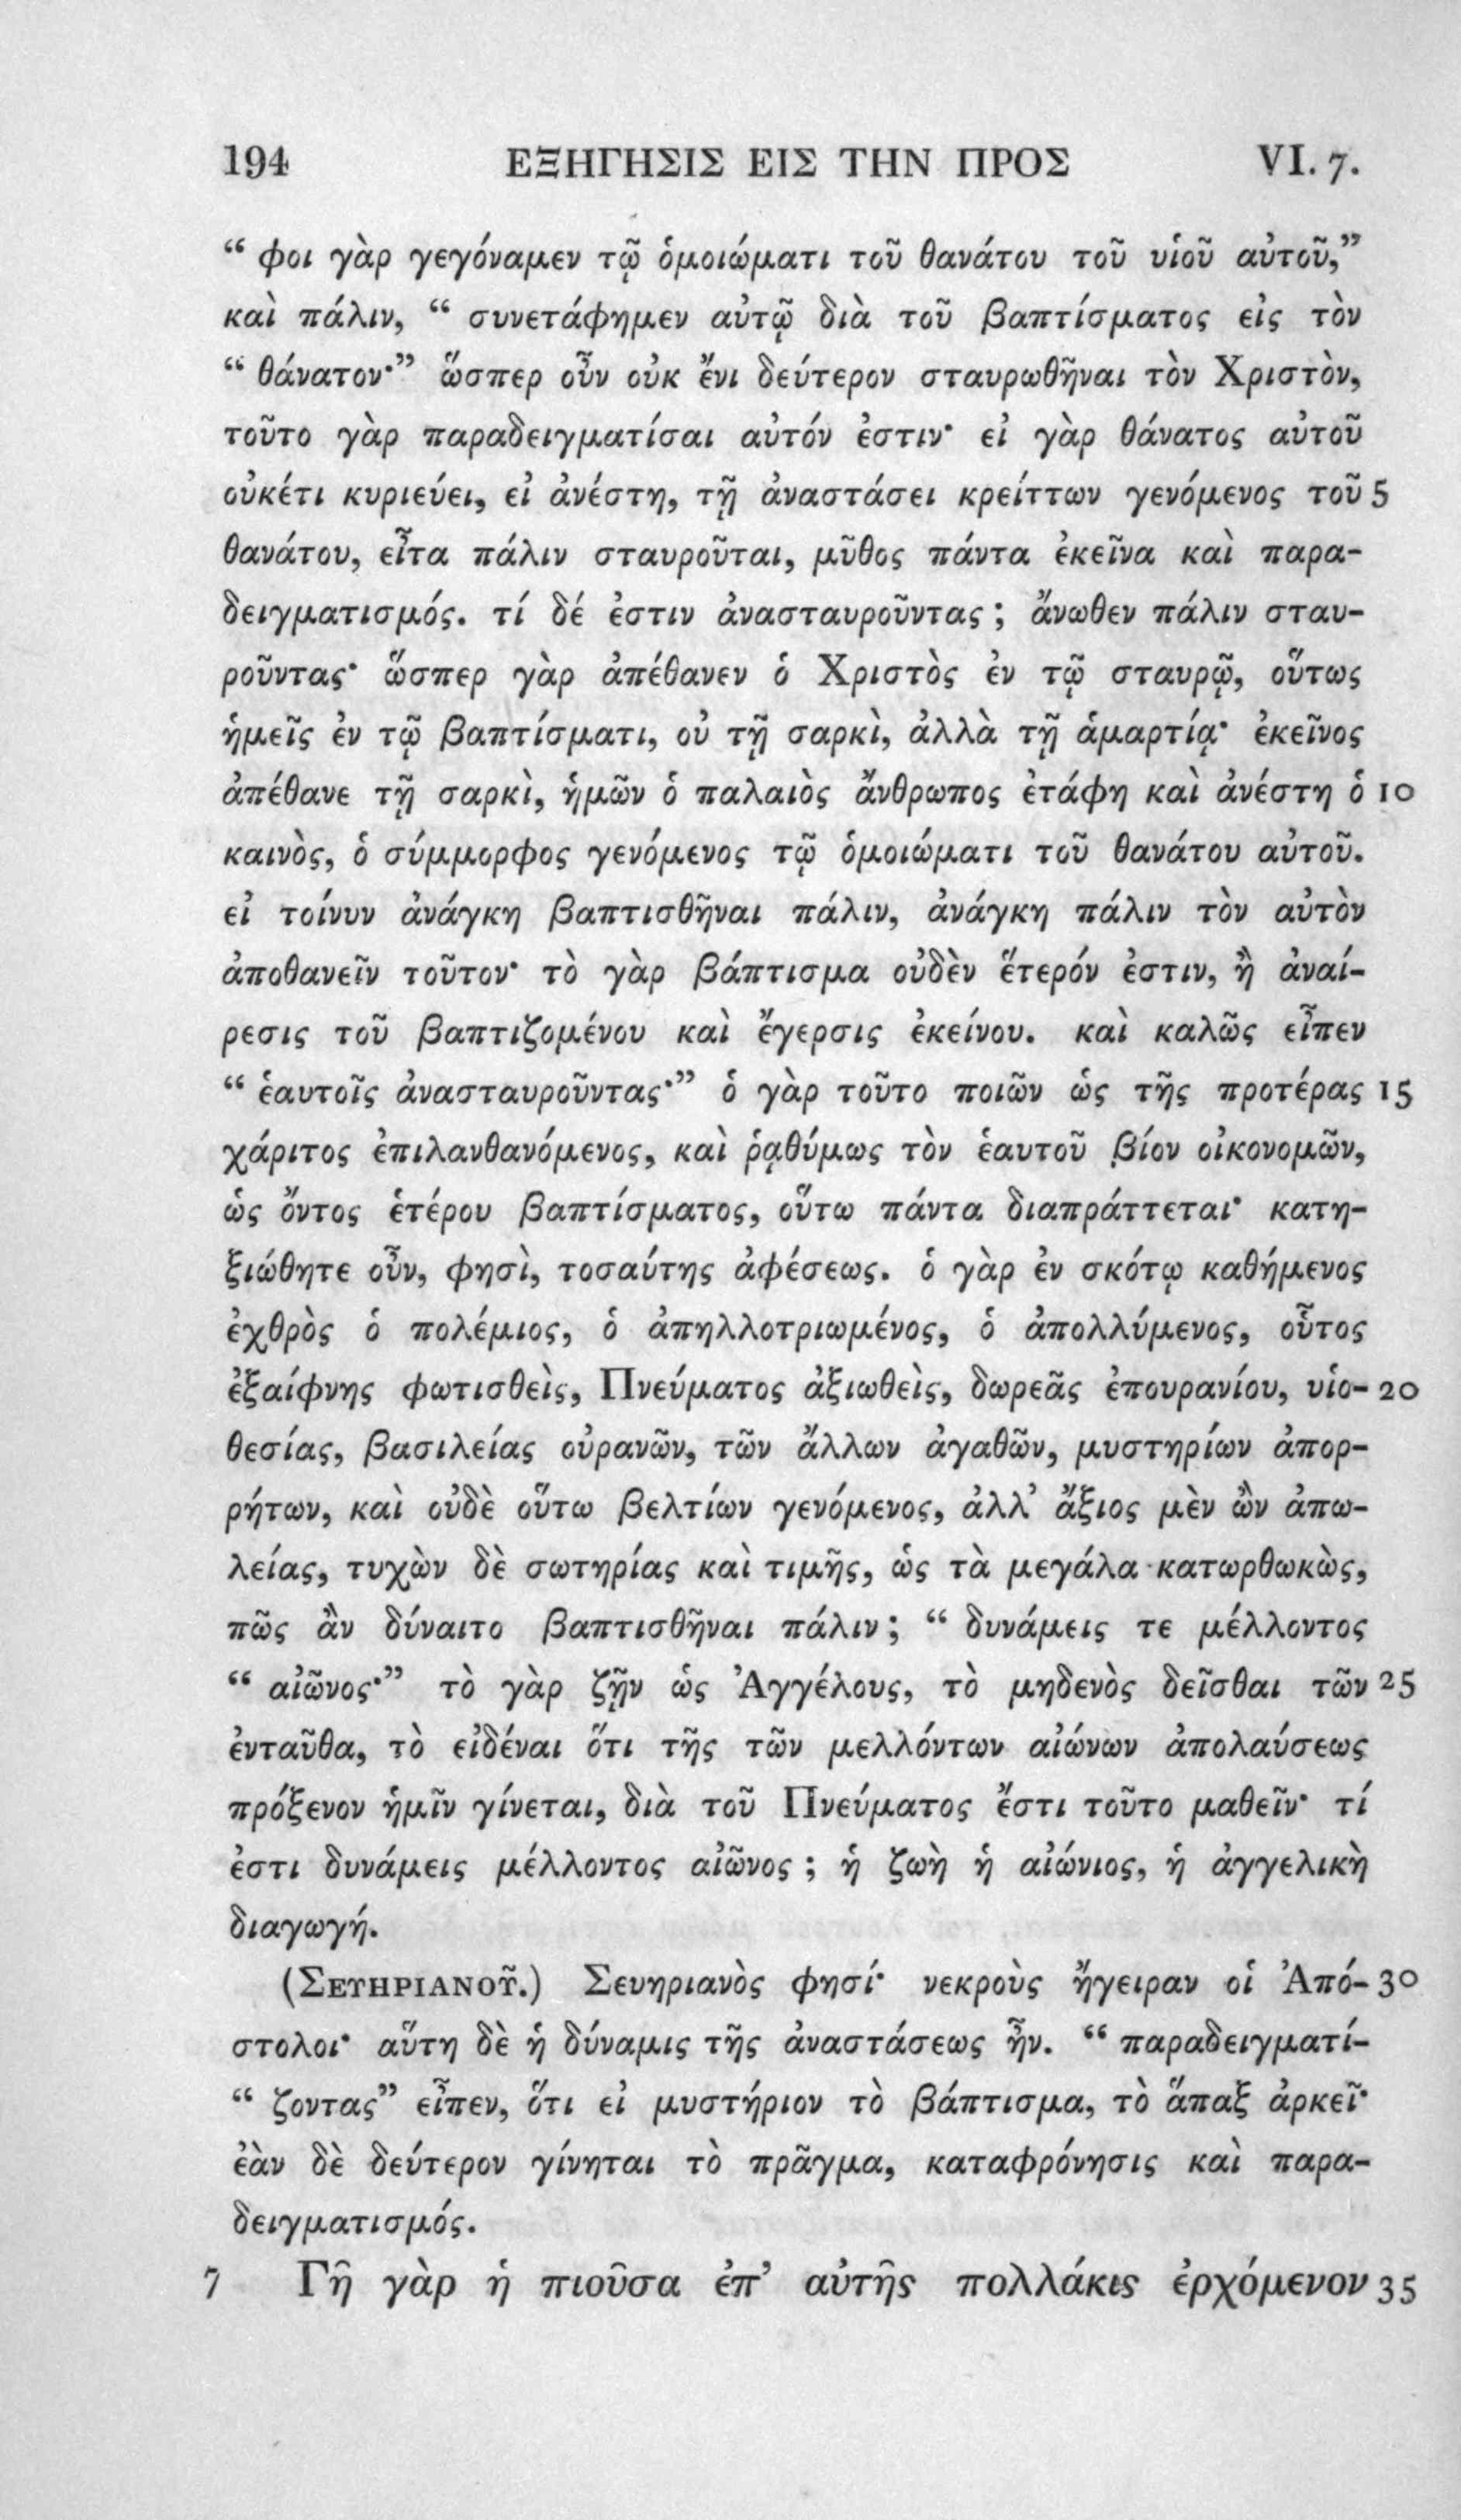 194 ΕΞΗΓΗΣΙΣ ΕΙΣ ΤΗΝ ΠΡΟΣ VI. 7.
“ φοι γὰρ γεγόναμεν τῷ ὁμοιώματι τοῦ θανάτου τοῦ υἱοῦ αὐτοῦ,”
καὶ πάλιν, “ συνετάφημεν αὐτῷ διὰ τοῦ βαπτίσματος εἰς τὸν
“ θάνατον·” ὥσπερ οὖν οὐκ ἔνι δεύτερον σταυρωθῆναι τὸν Χριστὸν,
τοῦτο γὰρ παραδειγματίσαι αὐτόν ἐστιν· εἰ γὰρ θάνατος αὐτοῦ
οὐκέτι κυριεύει, εἰ ἀνέστη, τῇ ἀναστάσει κρείττων γενόμενος τοῦ 5
θανάτου, εἶτα πάλιν σταυροῦται, μῦθος πάντα ἐκεῖνα καὶ παρα-
δειγματισμός. τί δέ ἐστιν ἀνασταυροῦντας ; ἄνωθεν πάλιν σταυ-
ροῦντας· ὥσπερ γὰρ ἀπέθανεν ὁ Χριστὸς ἐν τῷ σταυρῷ, οὕτως
ἡμεῖς ἐν τῷ βαπτίσματι, οὐ τῇ σαρκὶ, ἀλλὰ τῇ ἁμαρτίᾳ· ἐκεῖνος
ἀπέθανε τῇ σαρκὶ, ἡμῶν ὁ παλαιὸς ἄνθρωπος ἐτάφη καὶ ἀνέστη ὁ 10
καινὸς, ὁ σύμμορφος γενόμενος τῷ ὁμοιώματι τοῦ θανάτου αὐτοῦ.
εἰ τοίνυν ἀνάγκη βαπτισθῆναι πάλιν, ἀνάγκη πάλιν τὸν αὐτὸν
ἀποθανεῖν τοῦτον· τὸ γὰρ βάπτισμα οὐδὲν ἕτερόν ἐστιν, ἢ ἀναί-
ρεσις τοῦ βαπτιζομένου καὶ ἔγερσις ἐκείνου. καὶ καλῶς εἶπεν
“ ἑαυτοῖς ἀνασταυροῦντας·” ὁ γὰρ τοῦτο ποιῶν ὡς τῆς προτέρας 15
χάριτος ἐπιλανθανόμενος, καὶ ῥᾳθύμως τὸν ἑαυτοῦ βίον οἰκονομῶν,
ὡς ὄντος ἑτέρου βαπτίσματος, οὕτω πάντα διαπράττεται· κατη-
ξιώθητε οὖν, φησὶ, τοσαύτης ἀφέσεως. ὁ γὰρ ἐν σκότῳ καθήμενος
ἐχθρὸς ὁ πολέμιος, ὁ ἀπηλλοτριωμένος, ὁ ἀπολλύμενος, οὗτος
ἐξαίφνης φωτισθεὶς, Πνεύματος ἀξιωθεὶς, δωρεᾶς ἐπουρανίου, υἱο- 20
θεσίας, βασιλείας οὐρανῶν, τῶν ἄλλων ἀγαθῶν, μυστηρίων ἀπορ-
ρήτων, καὶ οὐδὲ οὕτω βελτίων γενόμενος, ἀλλ’ ἄξιος μὲν ὢν ἀπω-
λείας, τυχὼν δὲ σωτηρίας καὶ τιμῆς, ὡς τὰ μεγάλα κατωρθωκὼς,
πῶς ἂν δύναιτο βαπτισθῆναι πάλιν ; “ δυνάμεις τε μέλλοντος
“ αἰῶνος·” τὸ γὰρ ζῇν ὡς Ἀγγέλους, τὸ μηδενὸς δεῖσθαι τῶν 25
ἐνταῦθα, τὸ εἰδέναι ὅτι τῆς τῶν μελλόντων αἰώνων ἀπολαύσεως
πρόξενον ἡμῖν γίνεται, διὰ τοῦ Πνεύματος ἔστι τοῦτο μαθεῖν· τί
ἐστι δυνάμεις μέλλοντος αἰῶνος ; ἡ ζωὴ ἡ αἰώνιος, ἡ ἀγγελικὴ
διαγωγή.
(ΣΕΥΗΡΙΑΝΟῦ.) Σευηριανὸς φησί· νεκροὺς ἤγειραν οἱ Ἀπό- 30
στολοι· αὕτη δὲ ἡ δύναμις τῆς ἀναστάσεως ἦν. “ παραδειγματί-
“ ζοντας” εἶπεν, ὅτι εἰ μυστήριον τὸ βάπτισμα, τὸ ἅπαξ ἀρκεῖ·
ἐὰν δὲ δεύτερον γίνηται τὸ πρᾶγμα, καταφρόνησις καὶ παρα-
δειγματισμός.
7 Γῆ γὰρ ἡ πιοῦσα ἐπ’ αὐτῆς πολλάκις ἐρχόμενον 35